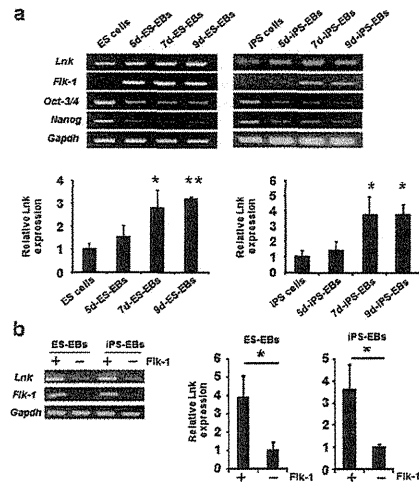 a
ES cells 5d-ES-EBs 7d-ES-EBs 9d-ES-EBs
iPS cells 5d-iPS-EBs 7d-iPS-EBs 9d-iPS-EBs
Lnk
Flk-1
Oct-3/4
Nanog
Gapdh
Relative Lnk expression
4
3
2
1
0
* **
ES cells 5d-ES-EBs 7d-ES-EBs 9d-ES-EBs
Relative Lnk expression
6
5
4
3
2
1
0
* *
iPS cells 5d-iPS-EBs 7d-iPS-EBs 9d-iPS-EBs
b
ES-EBs iPS-EBs
+ − + − Flk-1
Lnk
Flk-1
Gapdh
ES-EBs
*
Relative Lnk expression
6
5
4
3
2
1
0
+ − Flk-1
iPS-EBs
*
5
4
3
2
1
0
+ − Flk-1